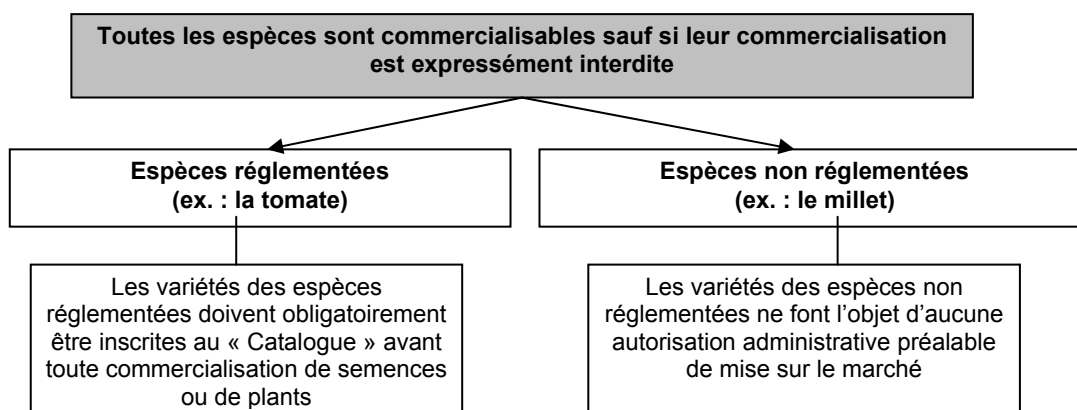 Toutes les espèces sont commercialisables sauf si leur commercialisation
est expressément interdite
Espèces réglementées
(ex. : la tomate)
Espèces non réglementées
(ex. : le millet)
Les variétés des espèces
réglementées doivent obligatoirement
être inscrites au « Catalogue » avant
toute commercialisation de semences
ou de plants
Les variétés des espèces non
réglementées ne font l’objet d’aucune
autorisation administrative préalable
de mise sur le marché